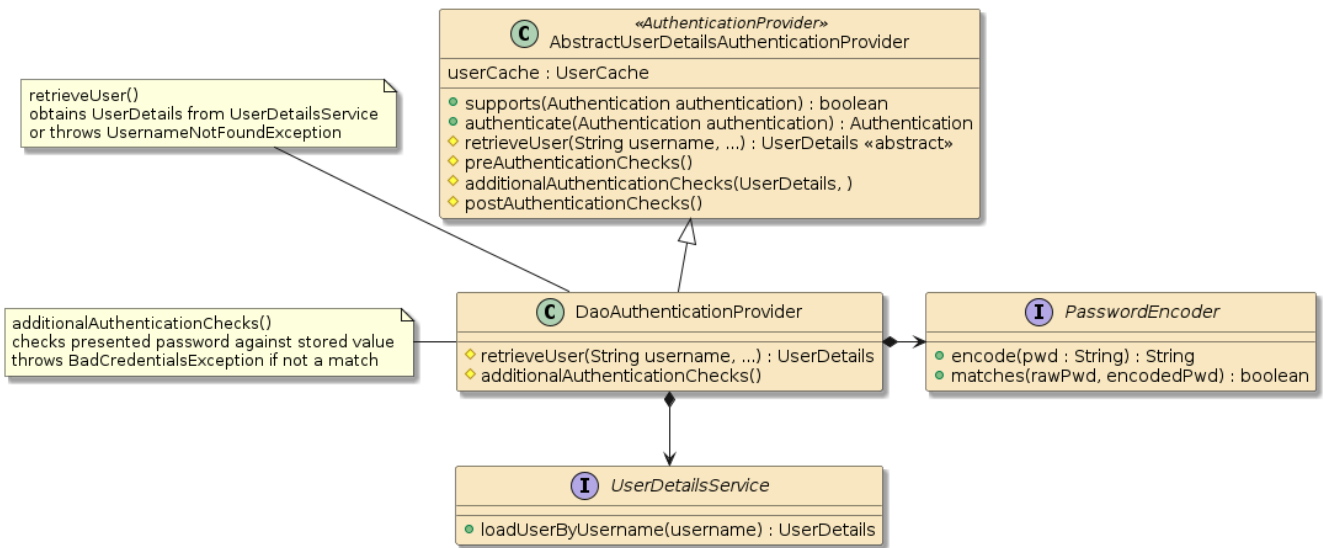 «AuthenticationProvider»
C AbstractUserDetailsAuthenticationProvider
userCache : UserCache
supports(Authentication authentication) : boolean
authenticate(Authentication authentication) : Authentication
retrieveUser(String username, ...) : UserDetails «abstract»
preAuthenticationChecks()
additionalAuthenticationChecks(UserDetails, )
postAuthenticationChecks()
retrieveUser()
obtains UserDetails from UserDetailsService
or throws UsernameNotFoundException
additionalAuthenticationChecks()
checks presented password against stored value
throws BadCredentialsException if not a match
C DaoAuthenticationProvider
retrieveUser(String username, ...) : UserDetails
additionalAuthenticationChecks()
I PasswordEncoder
encode(pwd : String) : String
matches(rawPwd, encodedPwd) : boolean
I UserDetailsService
loadUserByUsername(username) : UserDetails